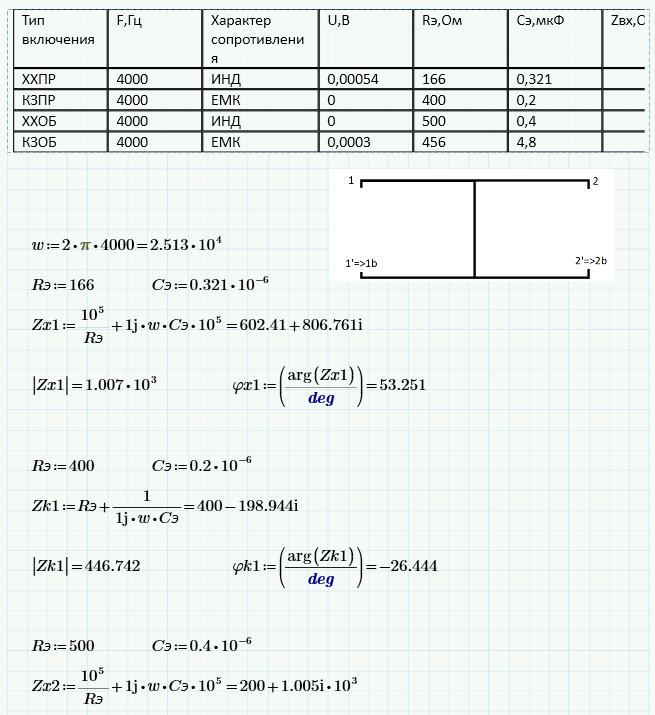 Тип включения F,Гц Характер сопротивления U,В Rэ,Ом Cэ,мкФ Zвх,О
ХХПР 4000 ИНД 0,00054 166 0,321
КЗПР 4000 ЕМК 0 400 0,2
ХХОБ 4000 ИНД 0 500 0,4
КЗОБ 4000 ЕМК 0,0003 456 4,8
1 2
1'=>1b 2'=>2b
w:=2•π•4000=2.513•10^4
Rэ:=166 Cэ:=0.321•10^-6
Zx1:=10^5/Rэ+1j•w•Cэ•10^5=602.41+806.761i
|Zx1|=1.007•10^3 φx1:=(arg(Zx1)/deg)=53.251
Rэ:=400 Cэ:=0.2•10^-6
Zk1:=Rэ+1/(1j•w•Cэ)=400-198.944i
|Zk1|=446.742 φk1:=(arg(Zk1)/deg)=-26.444
Rэ:=500 Cэ:=0.4•10^-6
Zx2:=10^5/Rэ+1j•w•Cэ•10^5=200+1.005i•10^3